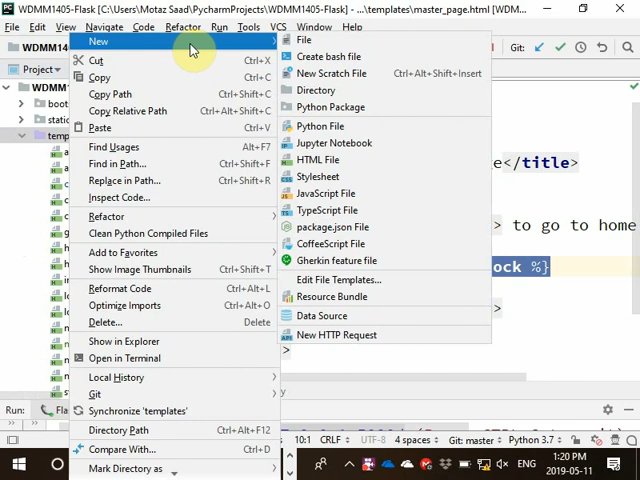 WDMM1405-Flask [C:\Users\Motaz Saad\PycharmProjects\WDMM1405-Flask] - ...\templates\master_page.html [W...
File Edit View Navigate Code Refactor Run Tools VCS Window Help
WDMM14 Git:
Project
New
Cut Ctrl+X
Copy Ctrl+C
Copy Path Ctrl+Shift+C
Copy Relative Path Ctrl+Alt+Shift+C
Paste Ctrl+V
Find Usages Alt+F7
Find in Path... Ctrl+Shift+F
Replace in Path... Ctrl+Shift+R
Inspect Code...
Refactor
Clean Python Compiled Files
Add to Favorites
Show Image Thumbnails Ctrl+Shift+T
Reformat Code Ctrl+Alt+L
Optimize Imports Ctrl+Alt+O
Delete... Delete
Show in Explorer
Open in Terminal
Local History
Git
Synchronize 'templates'
Directory Path Ctrl+Alt+F12
Compare With... Ctrl+D
Mark Directory as
File
Create bash file
New Scratch File Ctrl+Alt+Shift+Insert
Directory
Python Package
Python File
Jupyter Notebook
HTML File
Stylesheet
JavaScript File
TypeScript File
package.json File
CoffeeScript File
Gherkin feature file
Edit File Templates...
Resource Bundle
Data Source
New HTTP Request
WDMM
boot
stati
temp
e</title>
> to go to home
ock %}
>
>
Run: Fla
10:1 CRLF UTF-8 4 spaces Git: master Python 3.7
ENG 1:20 PM
2019-05-11